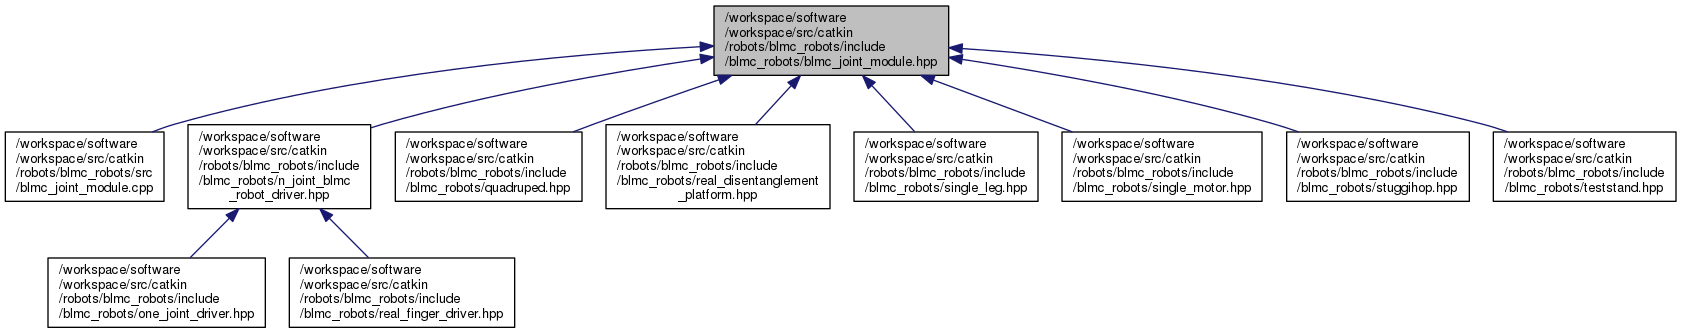 /workspace/software
/workspace/src/catkin
/robots/blmc_robots/include
/blmc_robots/blmc_joint_module.hpp
/workspace/software
/workspace/src/catkin
/robots/blmc_robots/src
/blmc_joint_module.cpp
/workspace/software
/workspace/src/catkin
/robots/blmc_robots/include
/blmc_robots/n_joint_blmc
_robot_driver.hpp
/workspace/software
/workspace/src/catkin
/robots/blmc_robots/include
/blmc_robots/quadruped.hpp
/workspace/software
/workspace/src/catkin
/robots/blmc_robots/include
/blmc_robots/real_disentanglement
_platform.hpp
/workspace/software
/workspace/src/catkin
/robots/blmc_robots/include
/blmc_robots/single_leg.hpp
/workspace/software
/workspace/src/catkin
/robots/blmc_robots/include
/blmc_robots/single_motor.hpp
/workspace/software
/workspace/src/catkin
/robots/blmc_robots/include
/blmc_robots/stuggihop.hpp
/workspace/software
/workspace/src/catkin
/robots/blmc_robots/include
/blmc_robots/teststand.hpp
/workspace/software
/workspace/src/catkin
/robots/blmc_robots/include
/blmc_robots/one_joint_driver.hpp
/workspace/software
/workspace/src/catkin
/robots/blmc_robots/include
/blmc_robots/real_finger_driver.hpp